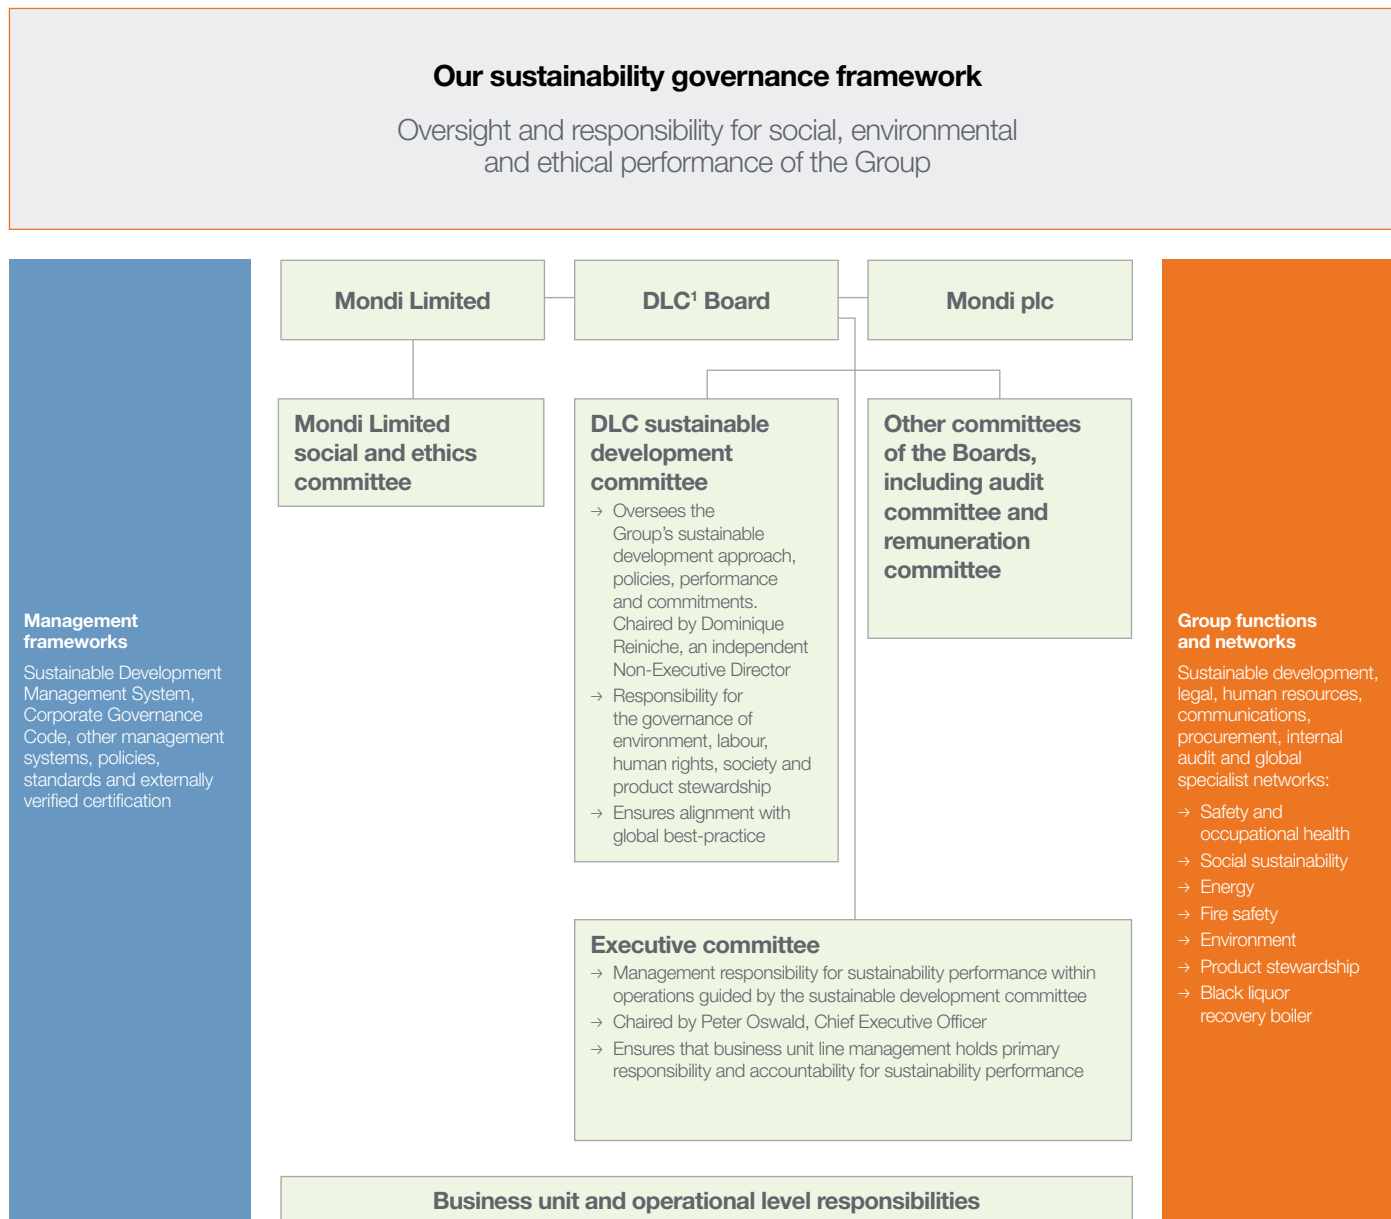 Our sustainability governance framework
Oversight and responsibility for social, environmental
and ethical performance of the Group
Management
frameworks
Sustainable Development
Management System,
Corporate Governance
Code, other management
systems, policies,
standards and externally
verified certification
Mondi Limited
DLC¹ Board
Mondi plc
Mondi Limited
social and ethics
committee
DLC sustainable
development
committee
→ Oversees the
Group’s sustainable
development approach,
policies, performance
and commitments.
Chaired by Dominique
Reiniche, an independent
Non-Executive Director
→ Responsibility for
the governance of
environment, labour,
human rights, society and
product stewardship
→ Ensures alignment with
global best-practice
Other committees
of the Boards,
including audit
committee and
remuneration
committee
Executive committee
→ Management responsibility for sustainability performance within
operations guided by the sustainable development committee
→ Chaired by Peter Oswald, Chief Executive Officer
→ Ensures that business unit line management holds primary
responsibility and accountability for sustainability performance
Business unit and operational level responsibilities
Group functions
and networks
Sustainable development,
legal, human resources,
communications,
procurement, internal
audit and global
specialist networks:
→ Safety and
occupational health
→ Social sustainability
→ Energy
→ Fire safety
→ Environment
→ Product stewardship
→ Black liquor
recovery boiler